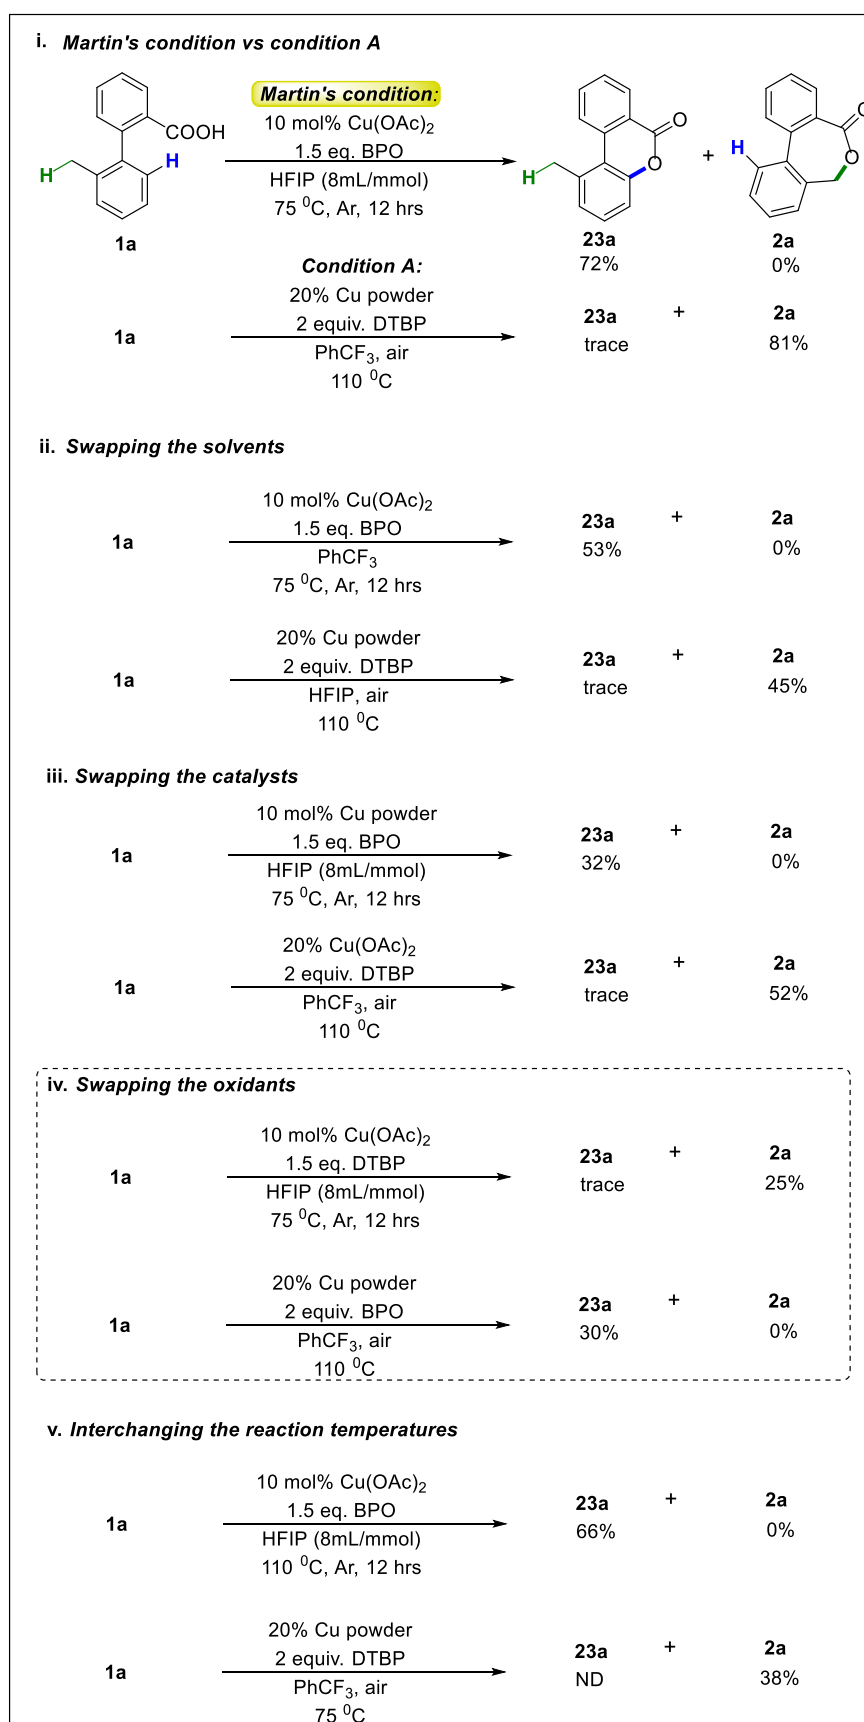 i. Martin's condition vs condition A
Martin's condition:
10 mol% Cu(OAc)2
1.5 eq. BPO
HFIP (8mL/mmol)
75 0C, Ar, 12 hrs
COOH
H
H
1a
O
O
H
23a
72%
+
O
O
H
2a
0%
Condition A:
20% Cu powder
2 equiv. DTBP
PhCF3, air
110 0C
1a
23a + 2a
trace 81%
ii. Swapping the solvents
10 mol% Cu(OAc)2
1.5 eq. BPO
PhCF3
75 0C, Ar, 12 hrs
1a
23a + 2a
53% 0%
20% Cu powder
2 equiv. DTBP
HFIP, air
110 0C
1a
23a + 2a
trace 45%
iii. Swapping the catalysts
10 mol% Cu powder
1.5 eq. BPO
HFIP (8mL/mmol)
75 0C, Ar, 12 hrs
1a
23a + 2a
32% 0%
20% Cu(OAc)2
2 equiv. DTBP
PhCF3, air
110 0C
1a
23a + 2a
trace 52%
iv. Swapping the oxidants
10 mol% Cu(OAc)2
1.5 eq. DTBP
HFIP (8mL/mmol)
75 0C, Ar, 12 hrs
1a
23a + 2a
trace 25%
20% Cu powder
2 equiv. BPO
PhCF3, air
110 0C
1a
23a + 2a
30% 0%
v. Interchanging the reaction temperatures
10 mol% Cu(OAc)2
1.5 eq. BPO
HFIP (8mL/mmol)
110 0C, Ar, 12 hrs
1a
23a + 2a
66% 0%
20% Cu powder
2 equiv. DTBP
PhCF3, air
75 0C
1a
23a + 2a
ND 38%